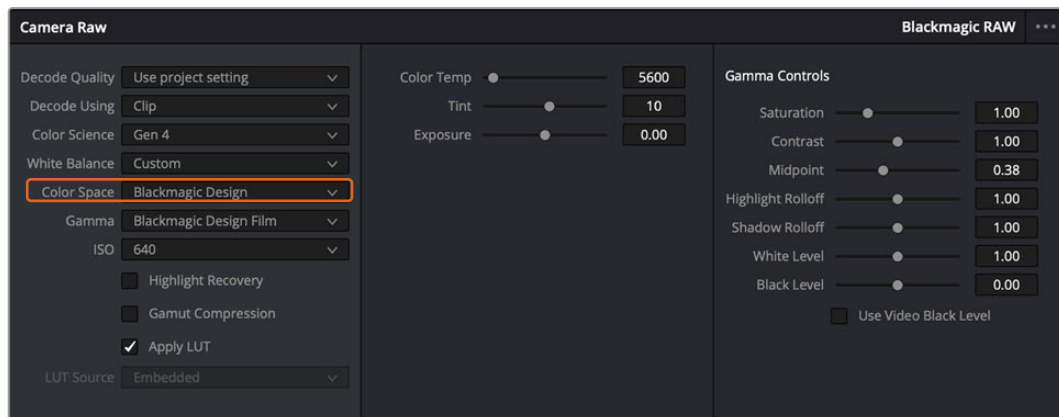 Camera Raw
Blackmagic RAW
Decode Quality Use project setting
Decode Using Clip
Color Science Gen 4
White Balance Custom
Color Space Blackmagic Design
Gamma Blackmagic Design Film
ISO 640
Highlight Recovery
Gamut Compression
Apply LUT
LUT Source Embedded
Color Temp 5600
Tint 10
Exposure 0.00
Gamma Controls
Saturation 1.00
Contrast 1.00
Midpoint 0.38
Highlight Rolloff 1.00
Shadow Rolloff 1.00
White Level 1.00
Black Level 0.00
Use Video Black Level